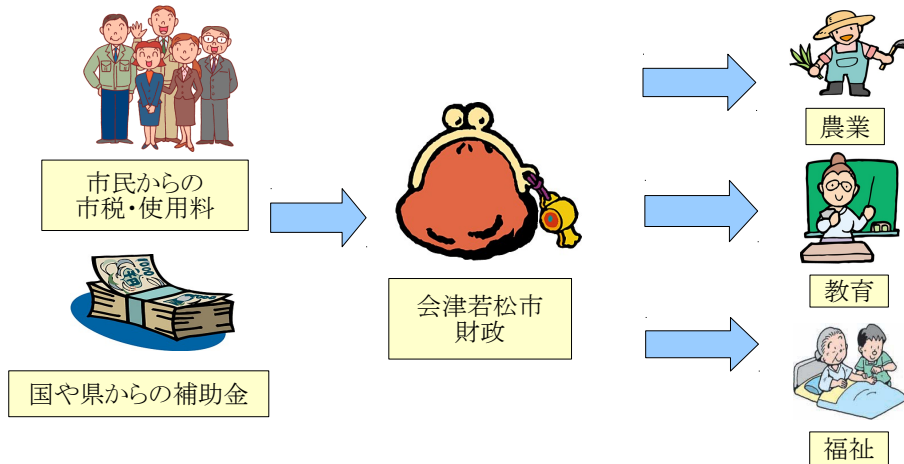 市民からの
市税・使用料
国や県からの補助金
会津若松市
財政
農業
教育
福祉